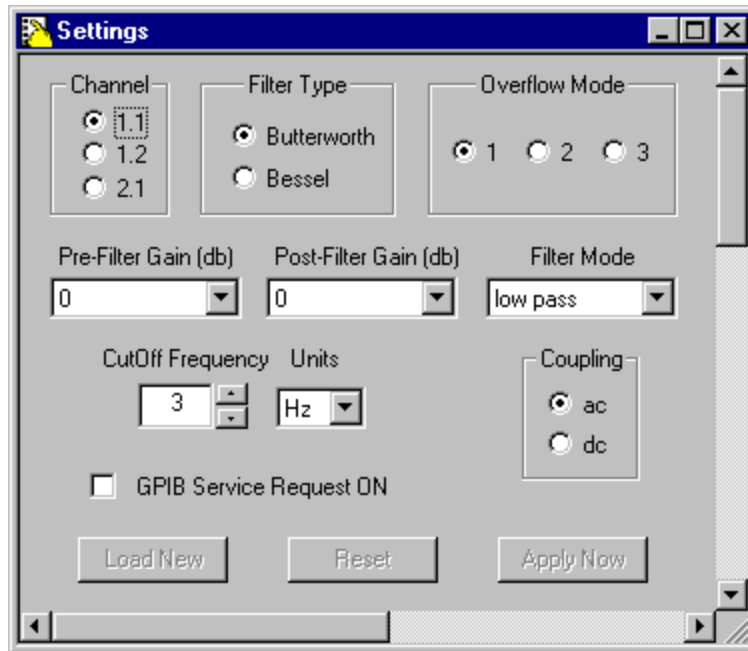 Settings
Channel
1.1
1.2
2.1
Filter Type
Butterworth
Bessel
Overflow Mode
1 2 3
Pre-Filter Gain (db) Post-Filter Gain (db) Filter Mode
0 0 low pass
CutOff Frequency Units
3 Hz
Coupling
ac
dc
GPIB Service Request ON
Load New Reset Apply Now